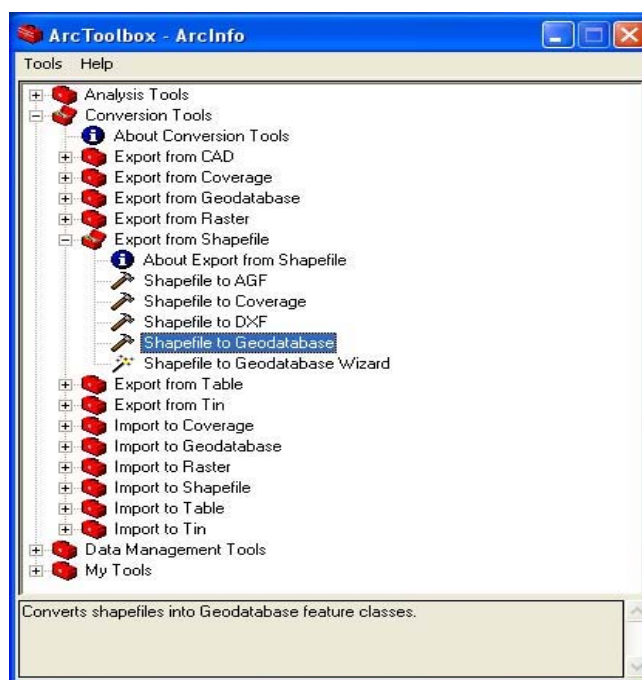 ArcToolbox - ArcInfo
Tools Help
Analysis Tools
Conversion Tools
About Conversion Tools
Export from CAD
Export from Coverage
Export from Geodatabase
Export from Raster
Export from Shapefile
About Export from Shapefile
Shapefile to AGF
Shapefile to Coverage
Shapefile to DXF
Shapefile to Geodatabase
Shapefile to Geodatabase Wizard
Export from Table
Export from Tin
Import to Coverage
Import to Geodatabase
Import to Raster
Import to Shapefile
Import to Table
Import to Tin
Data Management Tools
My Tools
Converts shapefiles into Geodatabase feature classes.